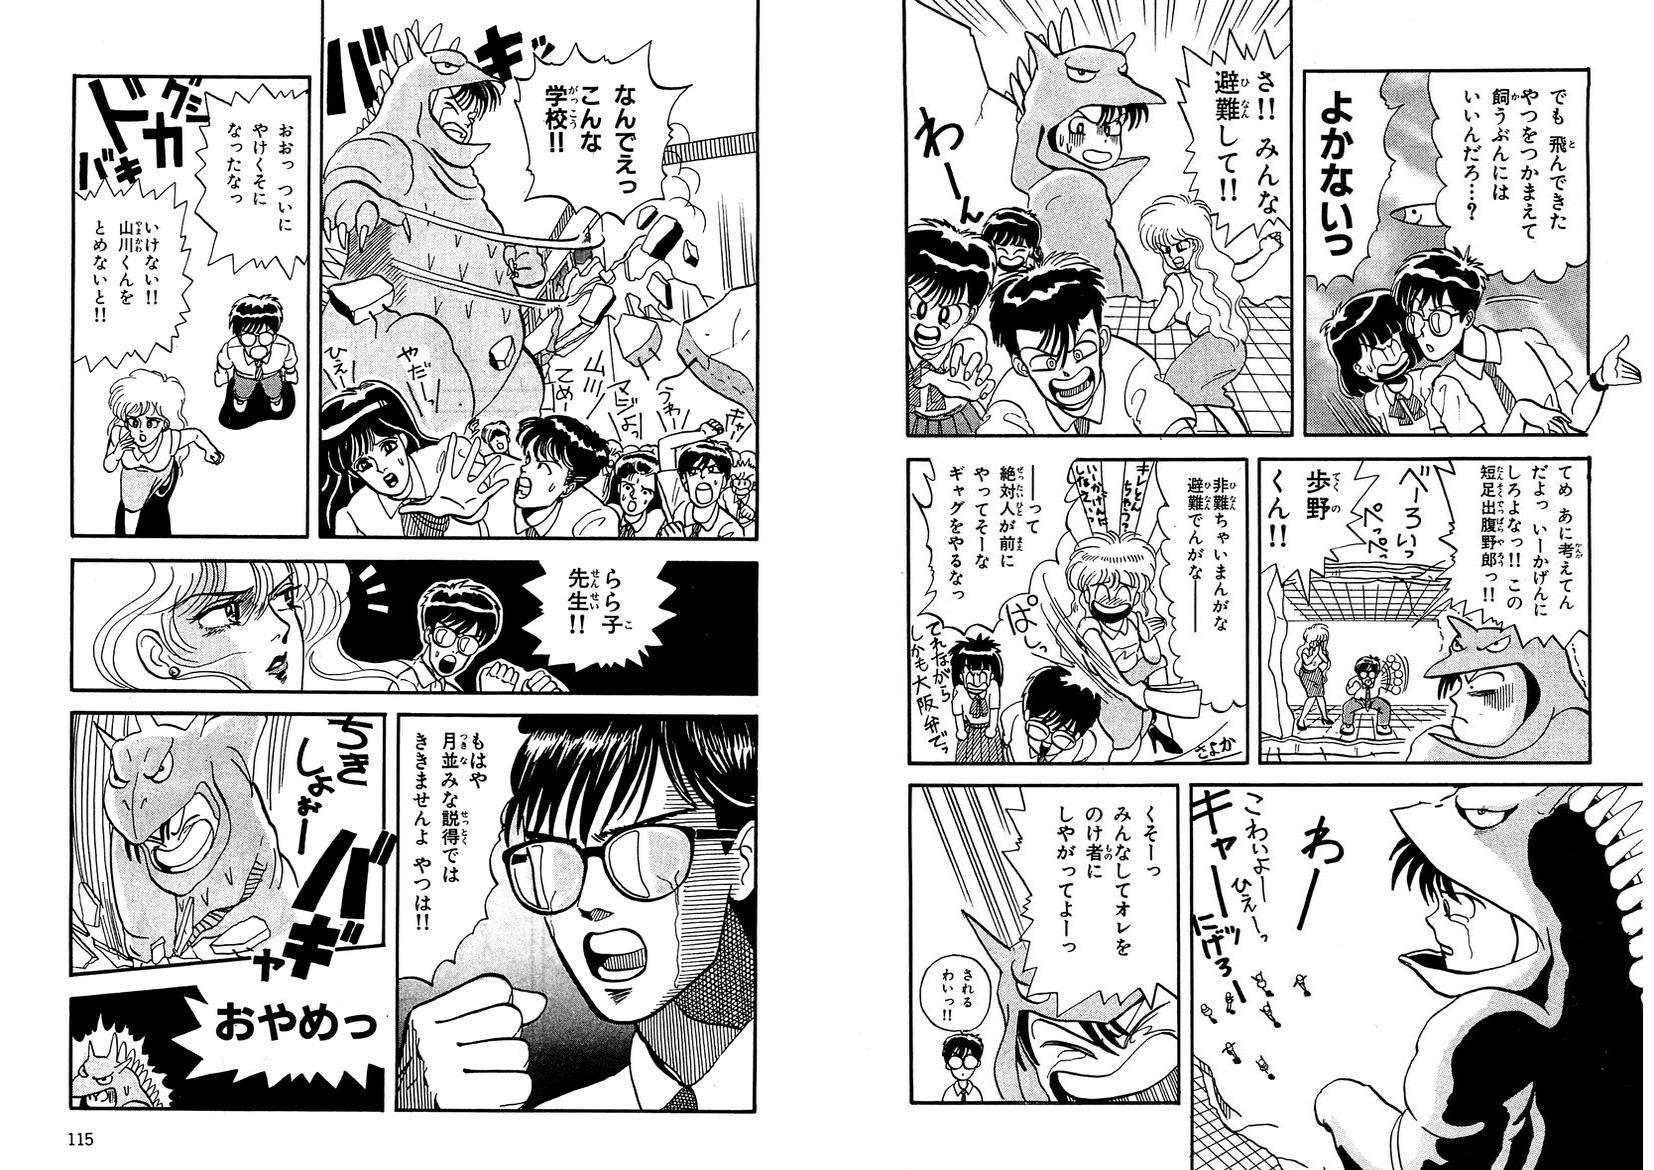 でも 飛んできた
やつをつかまえて
飼うぶんには
いいんだろ…?
よかないっ
さ!! みんな
避難して!!
わーん
てめ あに考えてん
だよっ いーかげんに
しろよなっ!! この
短足出腹野郎っ!!
べーろいっ
ぺっぺっ
歩野
くん!!
非難ちゃいまんがな
避難でんがなー
キレとん
ちゃう?
いいかげんに
しなさいっ
ぱしっ
さよか
――って
絶対人が前に
やってそーな
ギャグをやるなっ
てれながら
しかも大阪弁でっ
わー
こわいよー
ひえーっ
キャーッ
にげろー
くそーっ
みんなしてオレを
のけ者に
しやがってよーっ
される
わいっ!!
バキッ
なんでえっ
こんな
学校!!
ひえー
やだーっ
山川
てめー
マジよっ
うわ
キャッ
グシ
ドカ
バキ
おおっ ついに
やけくそに
なったなっ
いけない!!
山川くんを
とめないと!!
らら子
先生!!
もはや
月並みな説得では
ききませんよ やつは!!
ちき
しょおー
バギャ
おやめっ
115